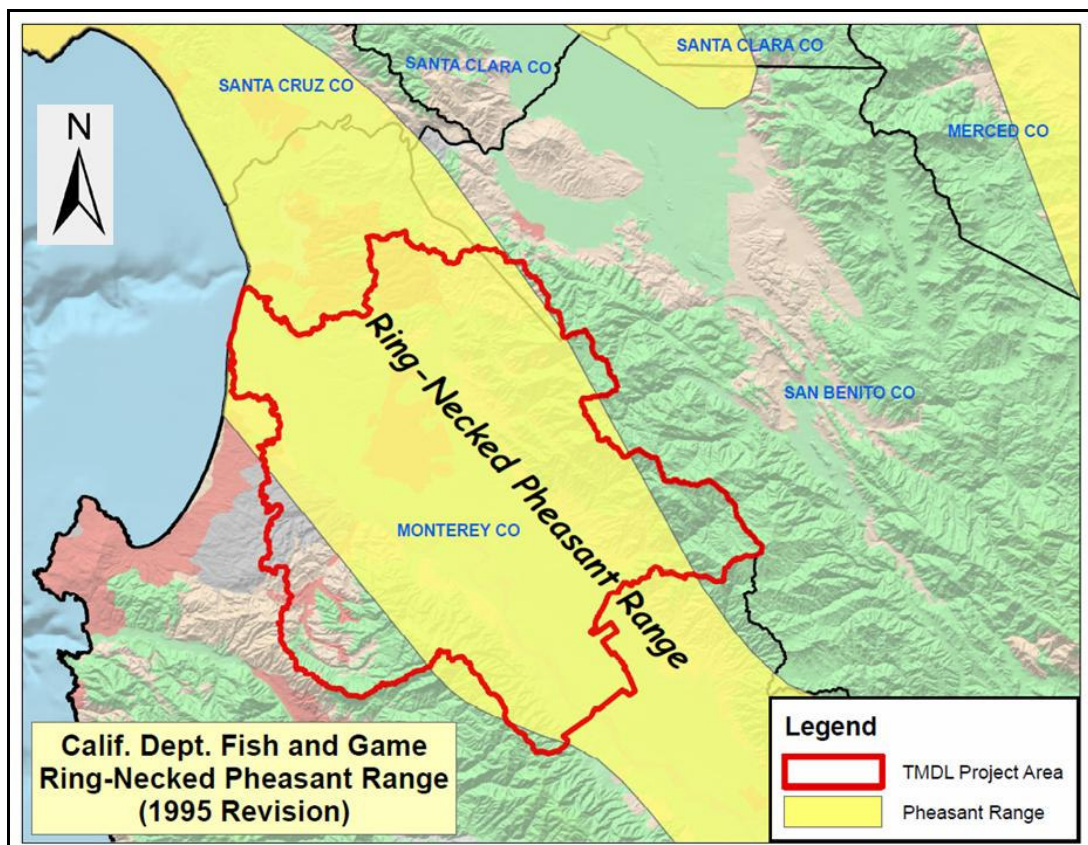 SANTA CLARA CO
SANTA CLARA CO
SANTA CRUZ CO
MERCED CO
N
SAN BENITO CO
MONTEREY CO
Ring-Necked Pheasant Range
Calif. Dept. Fish and Game
Ring-Necked Pheasant Range
(1995 Revision)
Legend
TMDL Project Area
Pheasant Range